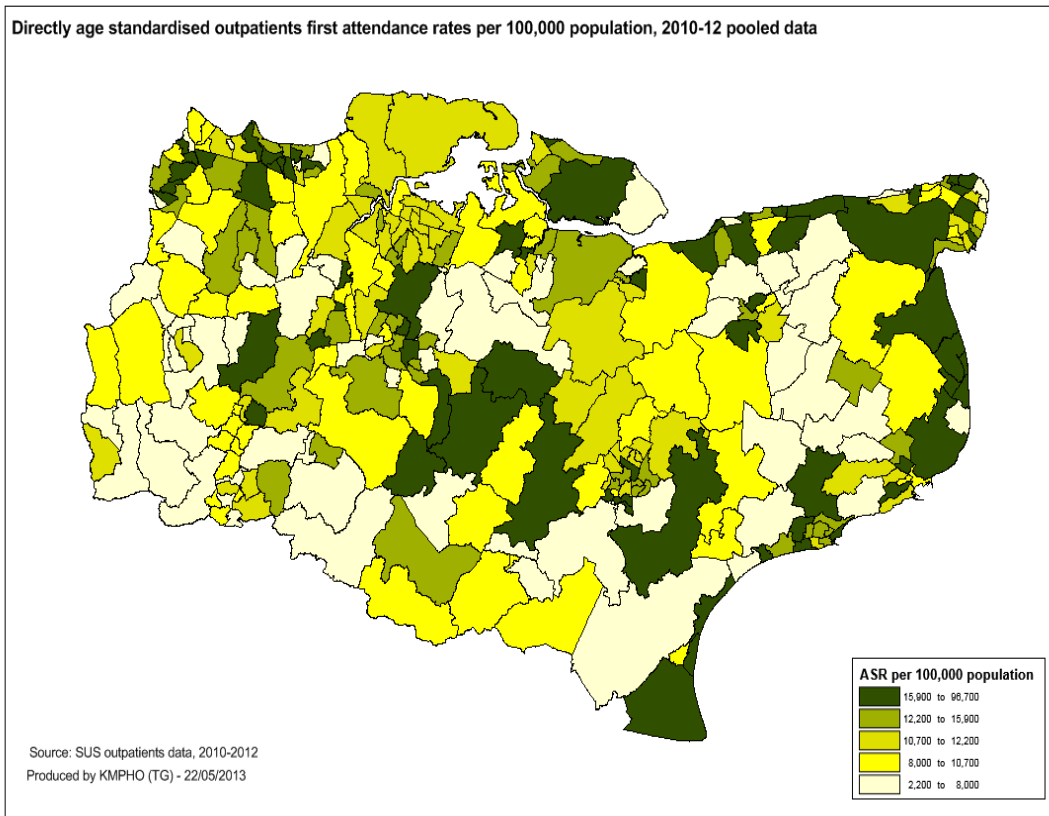 Directly age standardised outpatients first attendance rates per 100,000 population, 2010-12 pooled data
ASR per 100,000 population
15,900 to 96,700
12,200 to 15,900
10,700 to 12,200
8,000 to 10,700
2,200 to 8,000
Source: SUS outpatients data, 2010-2012
Produced by KMPHO (TG) - 22/05/2013